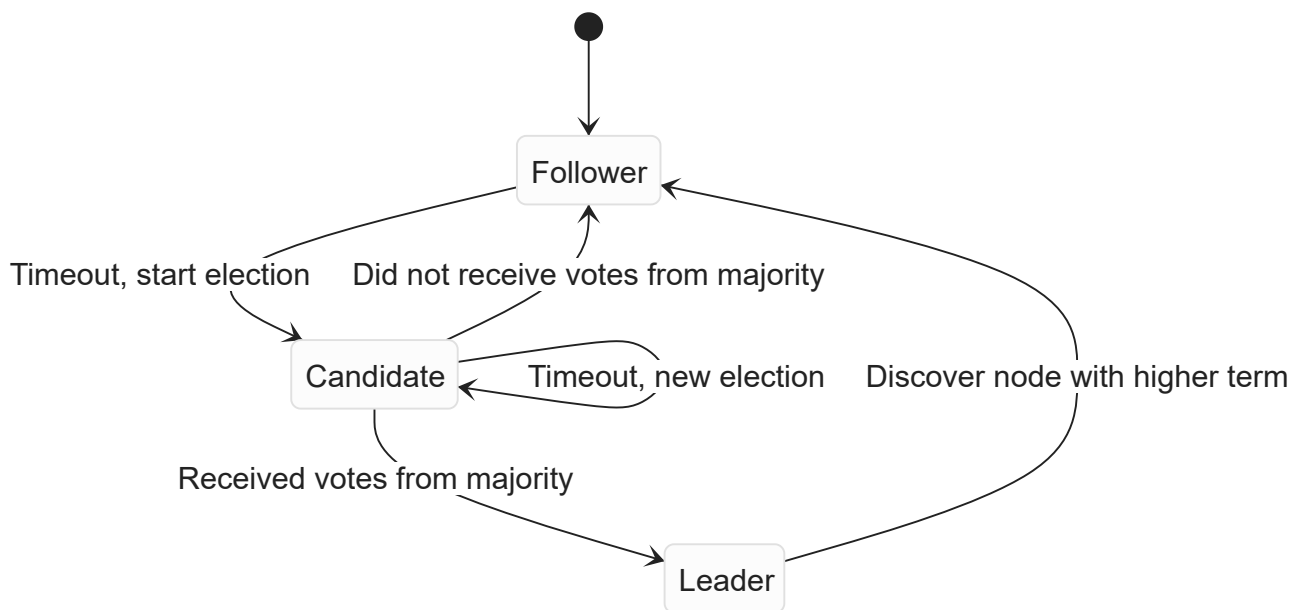 Follower
Timeout, start election
Did not receive votes from majority
Candidate
Timeout, new election
Discover node with higher term
Received votes from majority
Leader